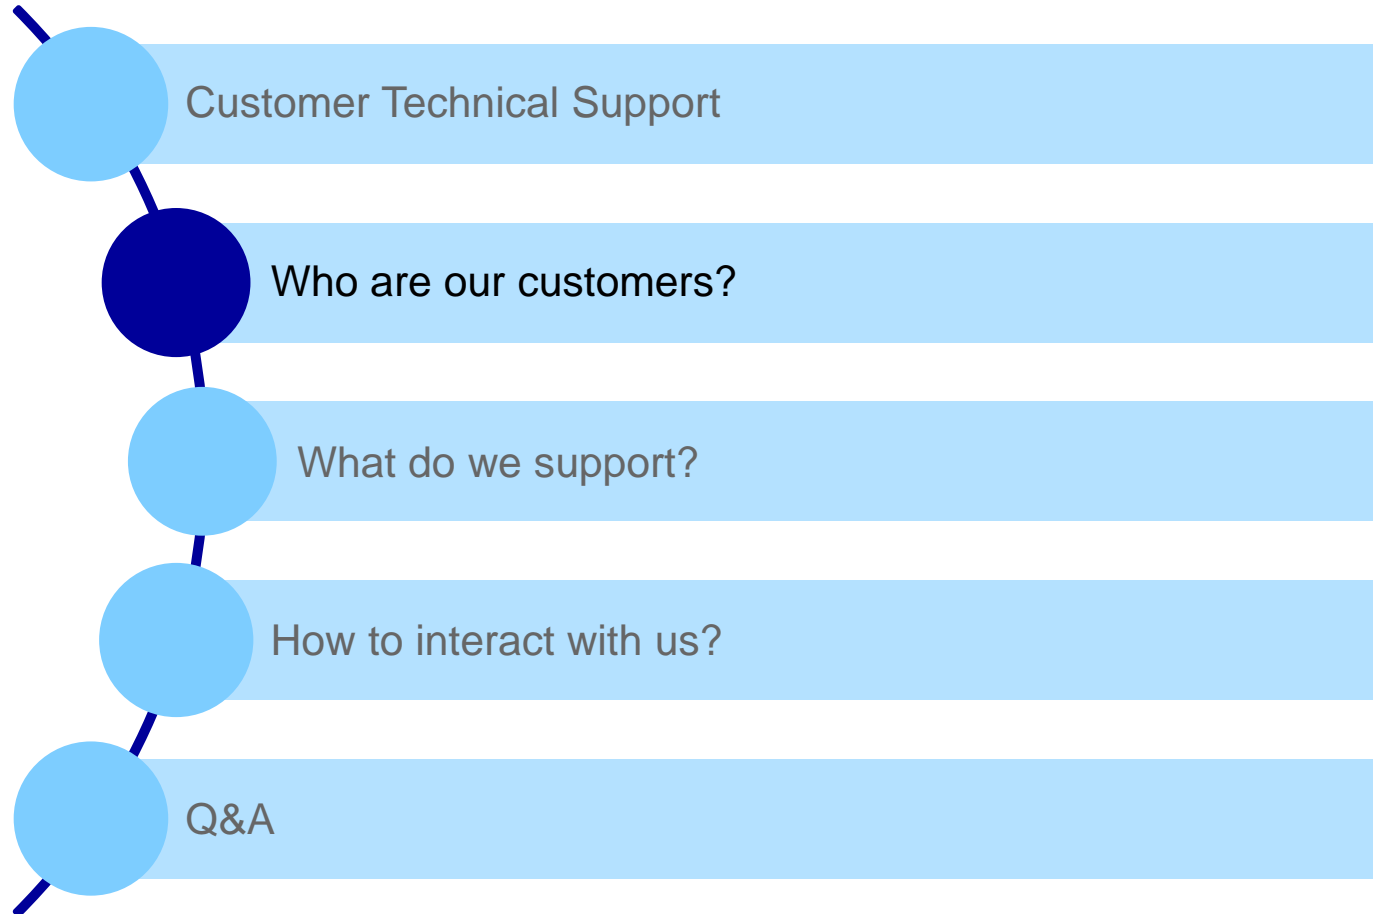 Customer Technical Support
Who are our customers?
What do we support?
How to interact with us?
Q&A